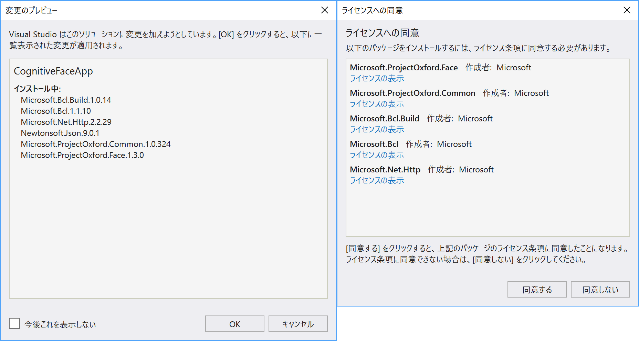 変更のプレビュー
Visual Studio はこのソリューションに変更を加えようとしています。[OK] をクリックすると、以下に一
覧表示された変更が適用されます。
CognitiveFaceApp
インストール中:
Microsoft.Bcl.Build.1.0.14
Microsoft.Bcl.1.1.10
Microsoft.Net.Http.2.2.29
Newtonsoft.Json.9.0.1
Microsoft.ProjectOxford.Common.1.0.324
Microsoft.ProjectOxford.Face.1.3.0
今後これを表示しない
OK
キャンセル
ライセンスへの同意
ライセンスへの同意
以下のパッケージをインストールするには、ライセンス条項に同意する必要があります。
Microsoft.ProjectOxford.Face 作成者: Microsoft
ライセンスの表示
Microsoft.ProjectOxford.Common 作成者: Microsoft
ライセンスの表示
Microsoft.Bcl.Build 作成者: Microsoft
ライセンスの表示
Microsoft.Bcl 作成者: Microsoft
ライセンスの表示
Microsoft.Net.Http 作成者: Microsoft
ライセンスの表示
[同意する] をクリックすると、上記のパッケージのライセンス条項に同意したことになります。
ライセンス条項に同意できない場合は、[同意しない] をクリックしてください。
同意する
同意しない